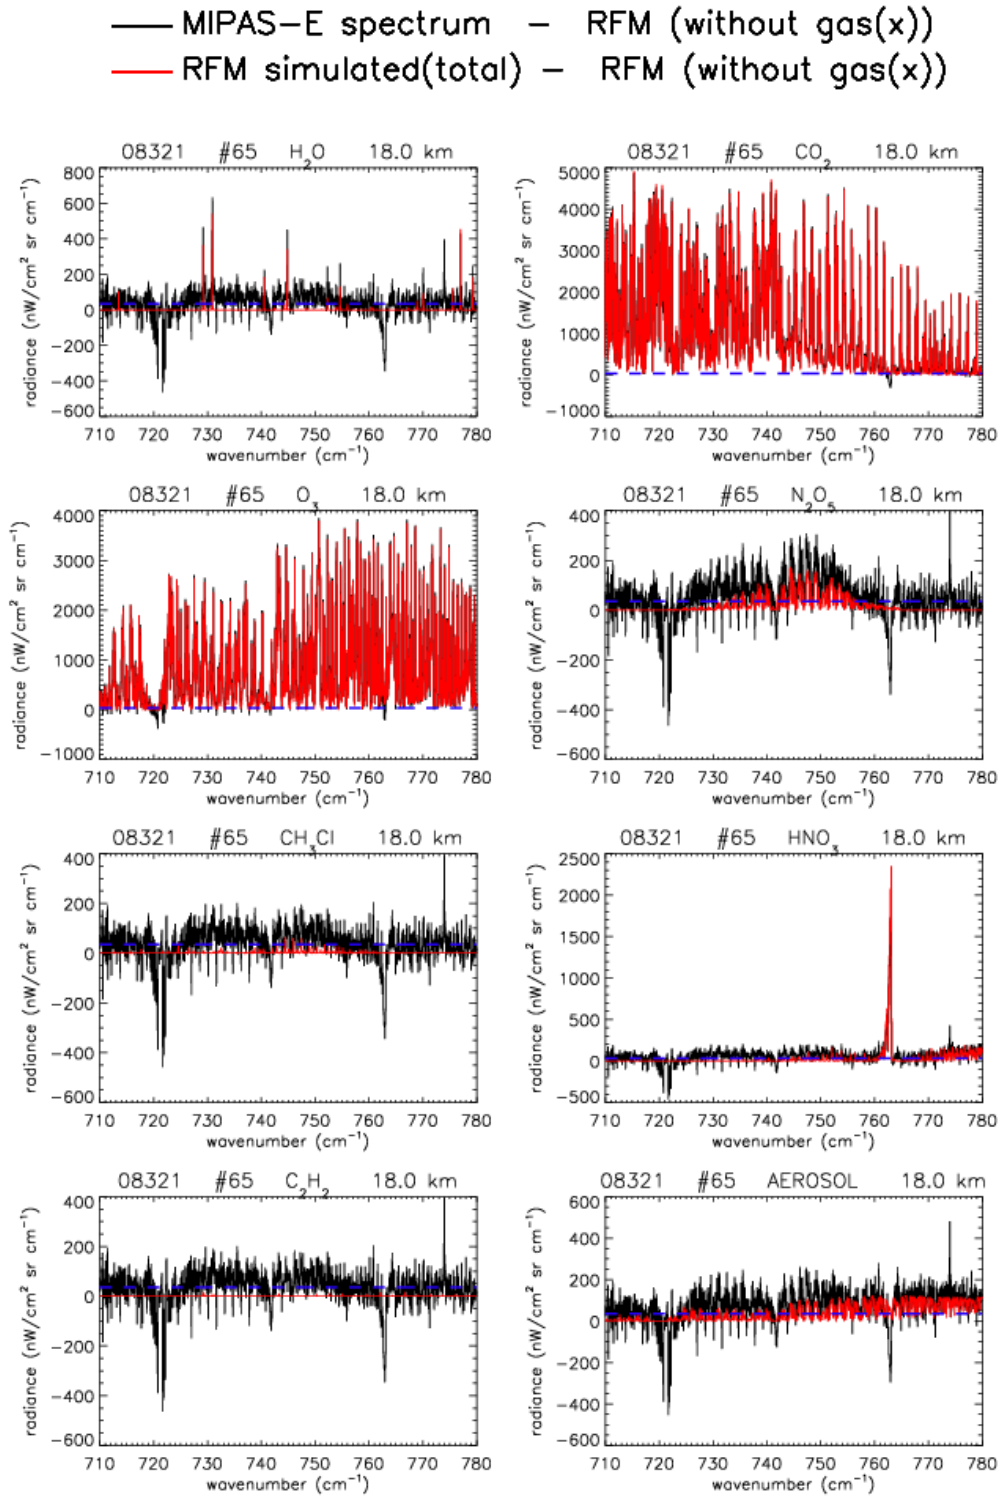 MIPAS-E spectrum - RFM (without gas(x))
RFM simulated(total) - RFM (without gas(x))
08321 #65 H2O 18.0 km
800
600
400
200
0
-200
-400
-600
radiance (nW/cm² sr cm⁻¹)
710 720 730 740 750 760 770 780
wavenumber (cm⁻¹)
08321 #65 CO2 18.0 km
5000
4000
3000
2000
1000
0
-1000
radiance (nW/cm² sr cm⁻¹)
710 720 730 740 750 760 770 780
wavenumber (cm⁻¹)
08321 #65 O3 18.0 km
4000
3000
2000
1000
0
-1000
radiance (nW/cm² sr cm⁻¹)
710 720 730 740 750 760 770 780
wavenumber (cm⁻¹)
08321 #65 N2O5 18.0 km
400
200
0
-200
-400
-600
radiance (nW/cm² sr cm⁻¹)
710 720 730 740 750 760 770 780
wavenumber (cm⁻¹)
08321 #65 CH3Cl 18.0 km
400
200
0
-200
-400
-600
radiance (nW/cm² sr cm⁻¹)
710 720 730 740 750 760 770 780
wavenumber (cm⁻¹)
08321 #65 HNO3 18.0 km
2500
2000
1500
1000
500
0
-500
radiance (nW/cm² sr cm⁻¹)
710 720 730 740 750 760 770 780
wavenumber (cm⁻¹)
08321 #65 C2H2 18.0 km
400
200
0
-200
-400
-600
radiance (nW/cm² sr cm⁻¹)
710 720 730 740 750 760 770 780
wavenumber (cm⁻¹)
08321 #65 AEROSOL 18.0 km
600
400
200
0
-200
-400
-600
radiance (nW/cm² sr cm⁻¹)
710 720 730 740 750 760 770 780
wavenumber (cm⁻¹)